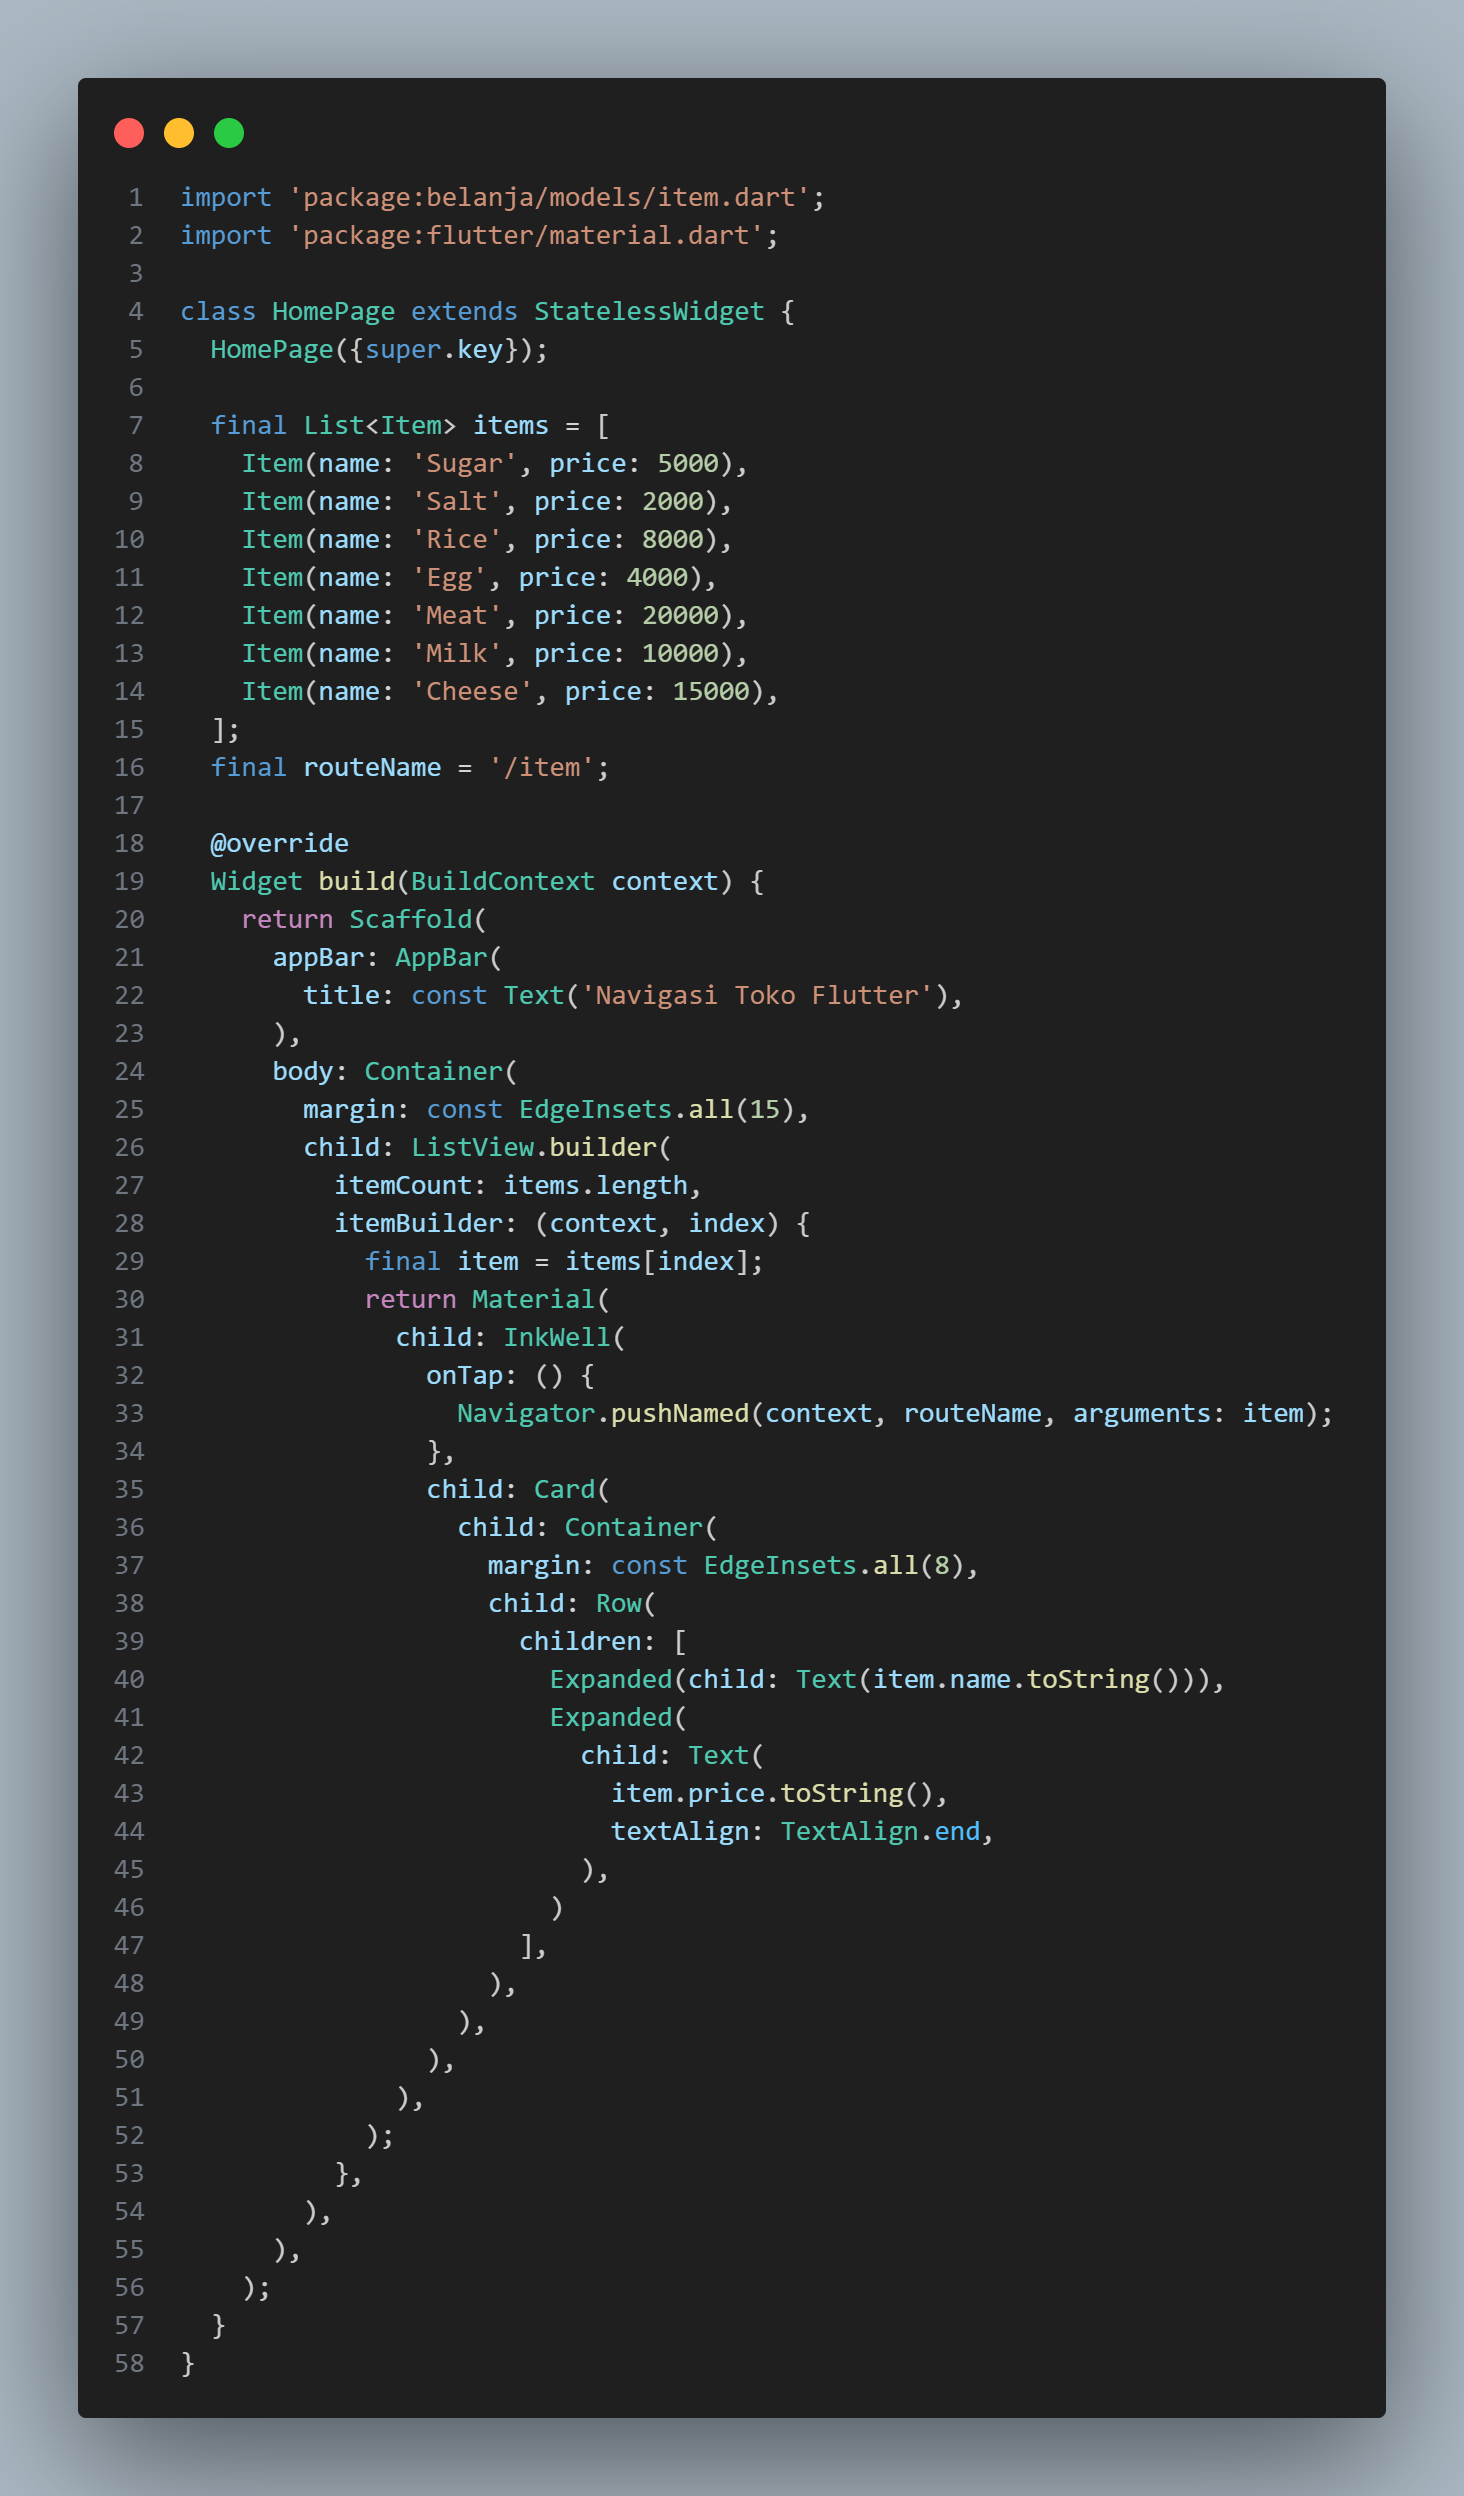 1 import 'package:belanja/models/item.dart';
2 import 'package:flutter/material.dart';
3
4 class HomePage extends StatelessWidget {
5   HomePage({super.key});
6
7   final List<Item> items = [
8     Item(name: 'Sugar', price: 5000),
9     Item(name: 'Salt', price: 2000),
10     Item(name: 'Rice', price: 8000),
11     Item(name: 'Egg', price: 4000),
12     Item(name: 'Meat', price: 20000),
13     Item(name: 'Milk', price: 10000),
14     Item(name: 'Cheese', price: 15000),
15   ];
16   final routeName = '/item';
17
18   @override
19   Widget build(BuildContext context) {
20     return Scaffold(
21       appBar: AppBar(
22         title: const Text('Navigasi Toko Flutter'),
23       ),
24       body: Container(
25         margin: const EdgeInsets.all(15),
26         child: ListView.builder(
27           itemCount: items.length,
28           itemBuilder: (context, index) {
29             final item = items[index];
30             return Material(
31               child: InkWell(
32                 onTap: () {
33                   Navigator.pushNamed(context, routeName, arguments: item);
34                 },
35                 child: Card(
36                   child: Container(
37                     margin: const EdgeInsets.all(8),
38                     child: Row(
39                       children: [
40                         Expanded(child: Text(item.name.toString())),
41                         Expanded(
42                           child: Text(
43                             item.price.toString(),
44                             textAlign: TextAlign.end,
45                           ),
46                         )
47                       ],
48                     ),
49                   ),
50                 ),
51               ),
52             );
53           },
54         ),
55       ),
56     );
57   }
58 }